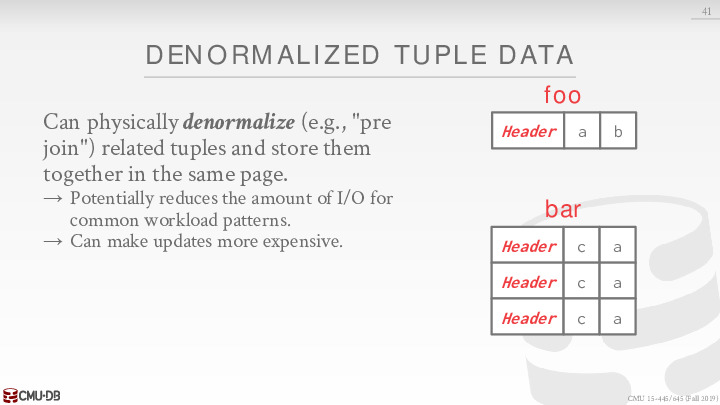 41
DENORMALIZED TUPLE DATA
Can physically denormalize (e.g., "pre
join") related tuples and store them
together in the same page.
→ Potentially reduces the amount of I/O for
common workload patterns.
→ Can make updates more expensive.
foo
Header a b
bar
Header c a
Header c a
Header c a
CMU·DB
CMU 15-445/645 (Fall 2019)